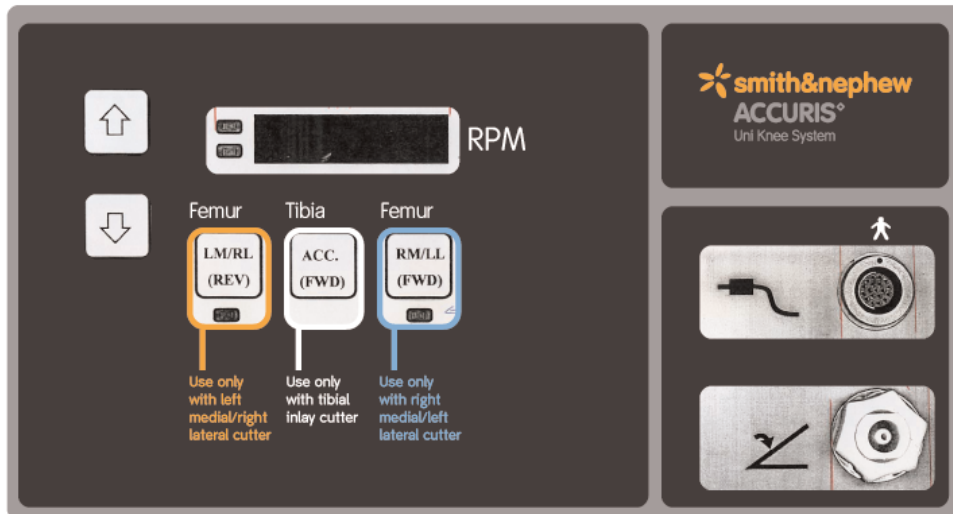 smith&nephew
ACCURIS
Uni Knee System
RPM
Femur
Tibia
Femur
LM/RL
(REV)
ACC.
(FWD)
RM/LL
(FWD)
Use only
with left
medial/right
lateral cutter
Use only
with tibial
inlay cutter
Use only
with right
medial/left
lateral cutter